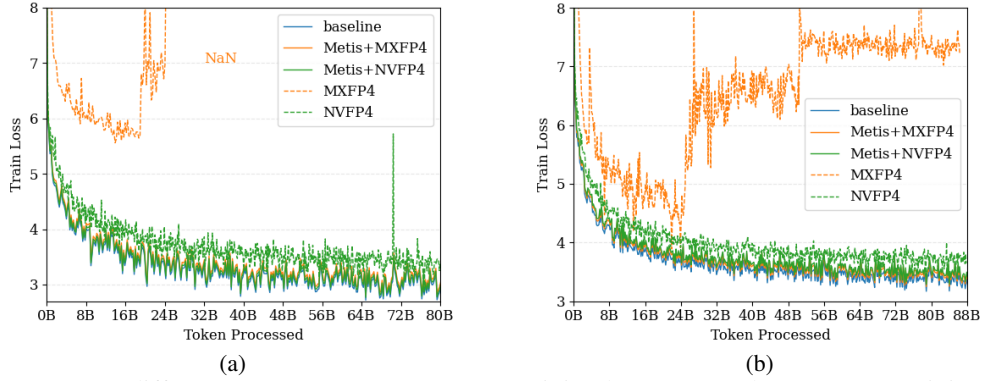 8
7
6
5
4
3
Train Loss
NaN
baseline
Metis+MXFP4
Metis+NVFP4
MXFP4
NVFP4
0B 8B 16B 24B 32B 40B 48B 56B 64B 72B 80B
Token Processed
(a)
8
7
6
5
4
3
Train Loss
baseline
Metis+MXFP4
Metis+NVFP4
MXFP4
NVFP4
0B 8B 16B 24B 32B 40B 48B 56B 64B 72B 80B 88B
Token Processed
(b)